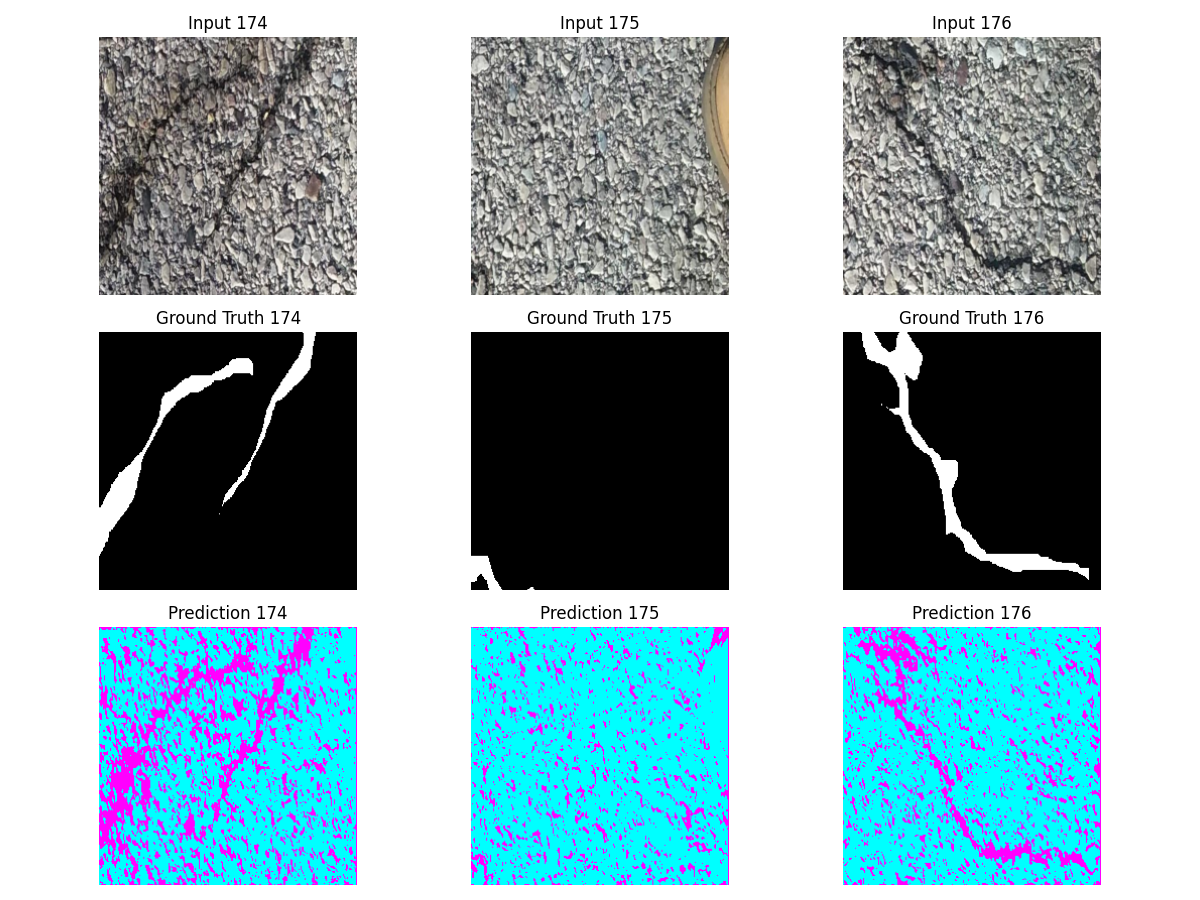 Input 174
Input 175
Input 176
Ground Truth 174
Ground Truth 175
Ground Truth 176
Prediction 174
Prediction 175
Prediction 176